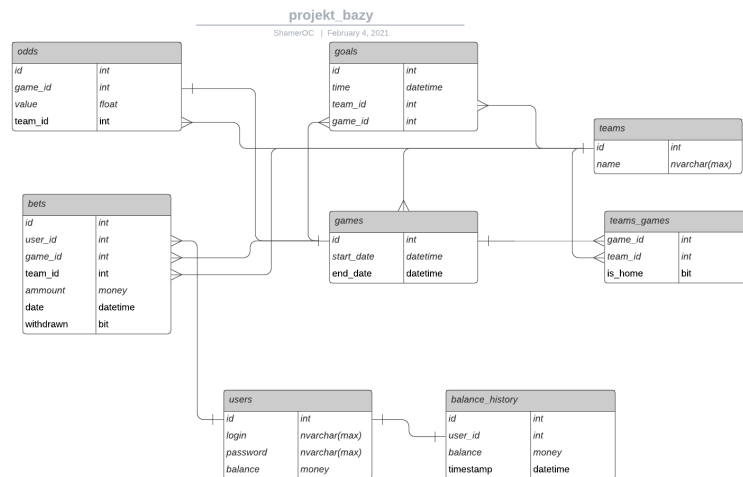 projekt_bazy
ShamerOC | February 4, 2021
odds
id int
game_id int
value float
team_id int
goals
id int
time datetime
team_id int
game_id int
teams
id int
name nvarchar(max)
bets
id int
user_id int
game_id int
team_id int
ammount money
date datetime
withdrawn bit
games
id int
start_date datetime
end_date datetime
teams_games
game_id int
team_id int
is_home bit
users
id int
login nvarchar(max)
password nvarchar(max)
balance money
balance_history
id int
user_id int
balance money
timestamp datetime